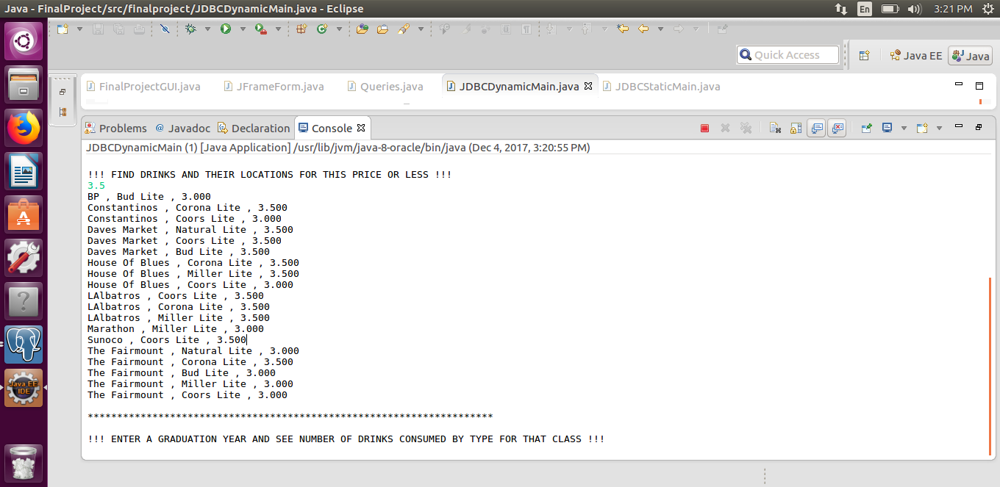 Java - FinalProject/src/finalproject/JDBCDynamicMain.java - Eclipse
En
3:21 PM
Quick Access
Java EE
Java
FinalProjectGUI.java
JFrameForm.java
Queries.java
JDBCDynamicMain.java
JDBCStaticMain.java
Problems
@ Javadoc
Declaration
Console
JDBCDynamicMain (1) [Java Application] /usr/lib/jvm/java-8-oracle/bin/java (Dec 4, 2017, 3:20:55 PM)
!!! FIND DRINKS AND THEIR LOCATIONS FOR THIS PRICE OR LESS !!!
3.5
BP , Bud Lite , 3.000
Constantinos , Corona Lite , 3.500
Constantinos , Coors Lite , 3.000
Daves Market , Natural Lite , 3.500
Daves Market , Coors Lite , 3.500
Daves Market , Bud Lite , 3.500
House Of Blues , Corona Lite , 3.500
House Of Blues , Miller Lite , 3.500
House Of Blues , Coors Lite , 3.000
LAlbatros , Coors Lite , 3.500
LAlbatros , Corona Lite , 3.500
LAlbatros , Miller Lite , 3.500
Marathon , Miller Lite , 3.000
Sunoco , Coors Lite , 3.500
The Fairmount , Natural Lite , 3.000
The Fairmount , Corona Lite , 3.500
The Fairmount , Bud Lite , 3.000
The Fairmount , Miller Lite , 3.000
The Fairmount , Coors Lite , 3.000
*********************************************************************
!!! ENTER A GRADUATION YEAR AND SEE NUMBER OF DRINKS CONSUMED BY TYPE FOR THAT CLASS !!!
Java EE
IDE